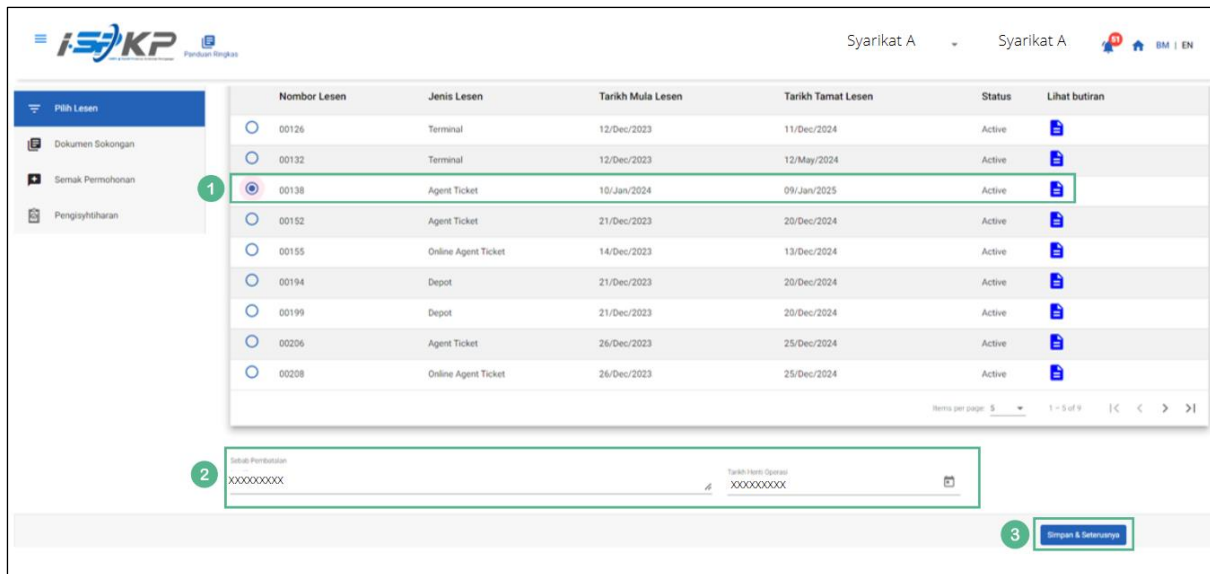 i-SPKP
Panduan Ringkas
Syarikat A
Syarikat A
51
BM | EN
Pilih Lesen
Dokumen Sokongan
Semak Permohonan
Pengisyhtiharan
Nombor Lesen Jenis Lesen Tarikh Mula Lesen Tarikh Tamat Lesen Status Lihat butiran
00126 Terminal 12/Dec/2023 11/Dec/2024 Active
00132 Terminal 12/Dec/2023 12/May/2024 Active
1 00138 Agent Ticket 10/Jan/2024 09/Jan/2025 Active
00152 Agent Ticket 21/Dec/2023 20/Dec/2024 Active
00155 Online Agent Ticket 14/Dec/2023 13/Dec/2024 Active
00194 Depot 21/Dec/2023 20/Dec/2024 Active
00199 Depot 21/Dec/2023 20/Dec/2024 Active
00206 Agent Ticket 26/Dec/2023 25/Dec/2024 Active
00208 Online Agent Ticket 26/Dec/2023 25/Dec/2024 Active
Items per page: 5 1 – 5 of 9
2
Sebab Pembatalan
XXXXXXXXX
Tarikh Henti Operasi
XXXXXXXXX
3 Simpan & Seterusnya